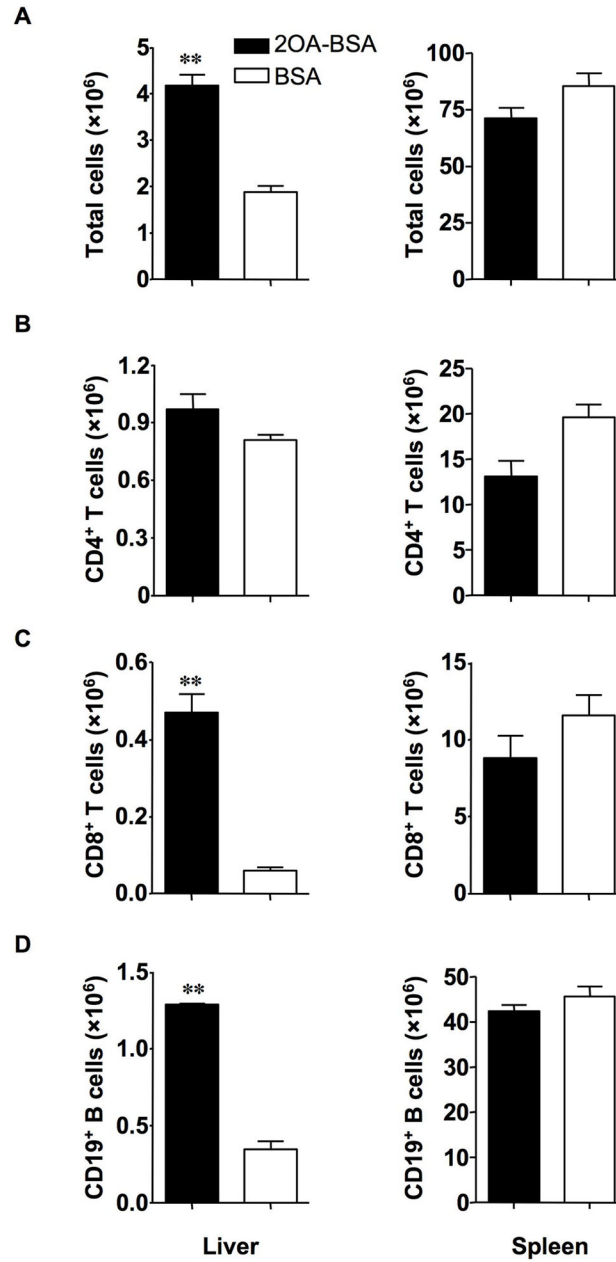 A
2OA-BSA
BSA
Total cells (×10⁶)
5
4
3
2
1
0
**
Total cells (×10⁶)
100
75
50
25
0
B
CD4⁺ T cells (×10⁶)
1.2
0.9
0.6
0.3
0
CD4⁺ T cells (×10⁶)
25
20
15
10
5
0
C
CD8⁺ T cells (×10⁶)
0.6
0.4
0.2
0.0
**
CD8⁺ T cells (×10⁶)
15
10
5
0
D
CD19⁺ B cells (×10⁶)
1.5
1.0
0.5
0.0
**
CD19⁺ B cells (×10⁶)
50
40
30
20
10
0
Liver
Spleen